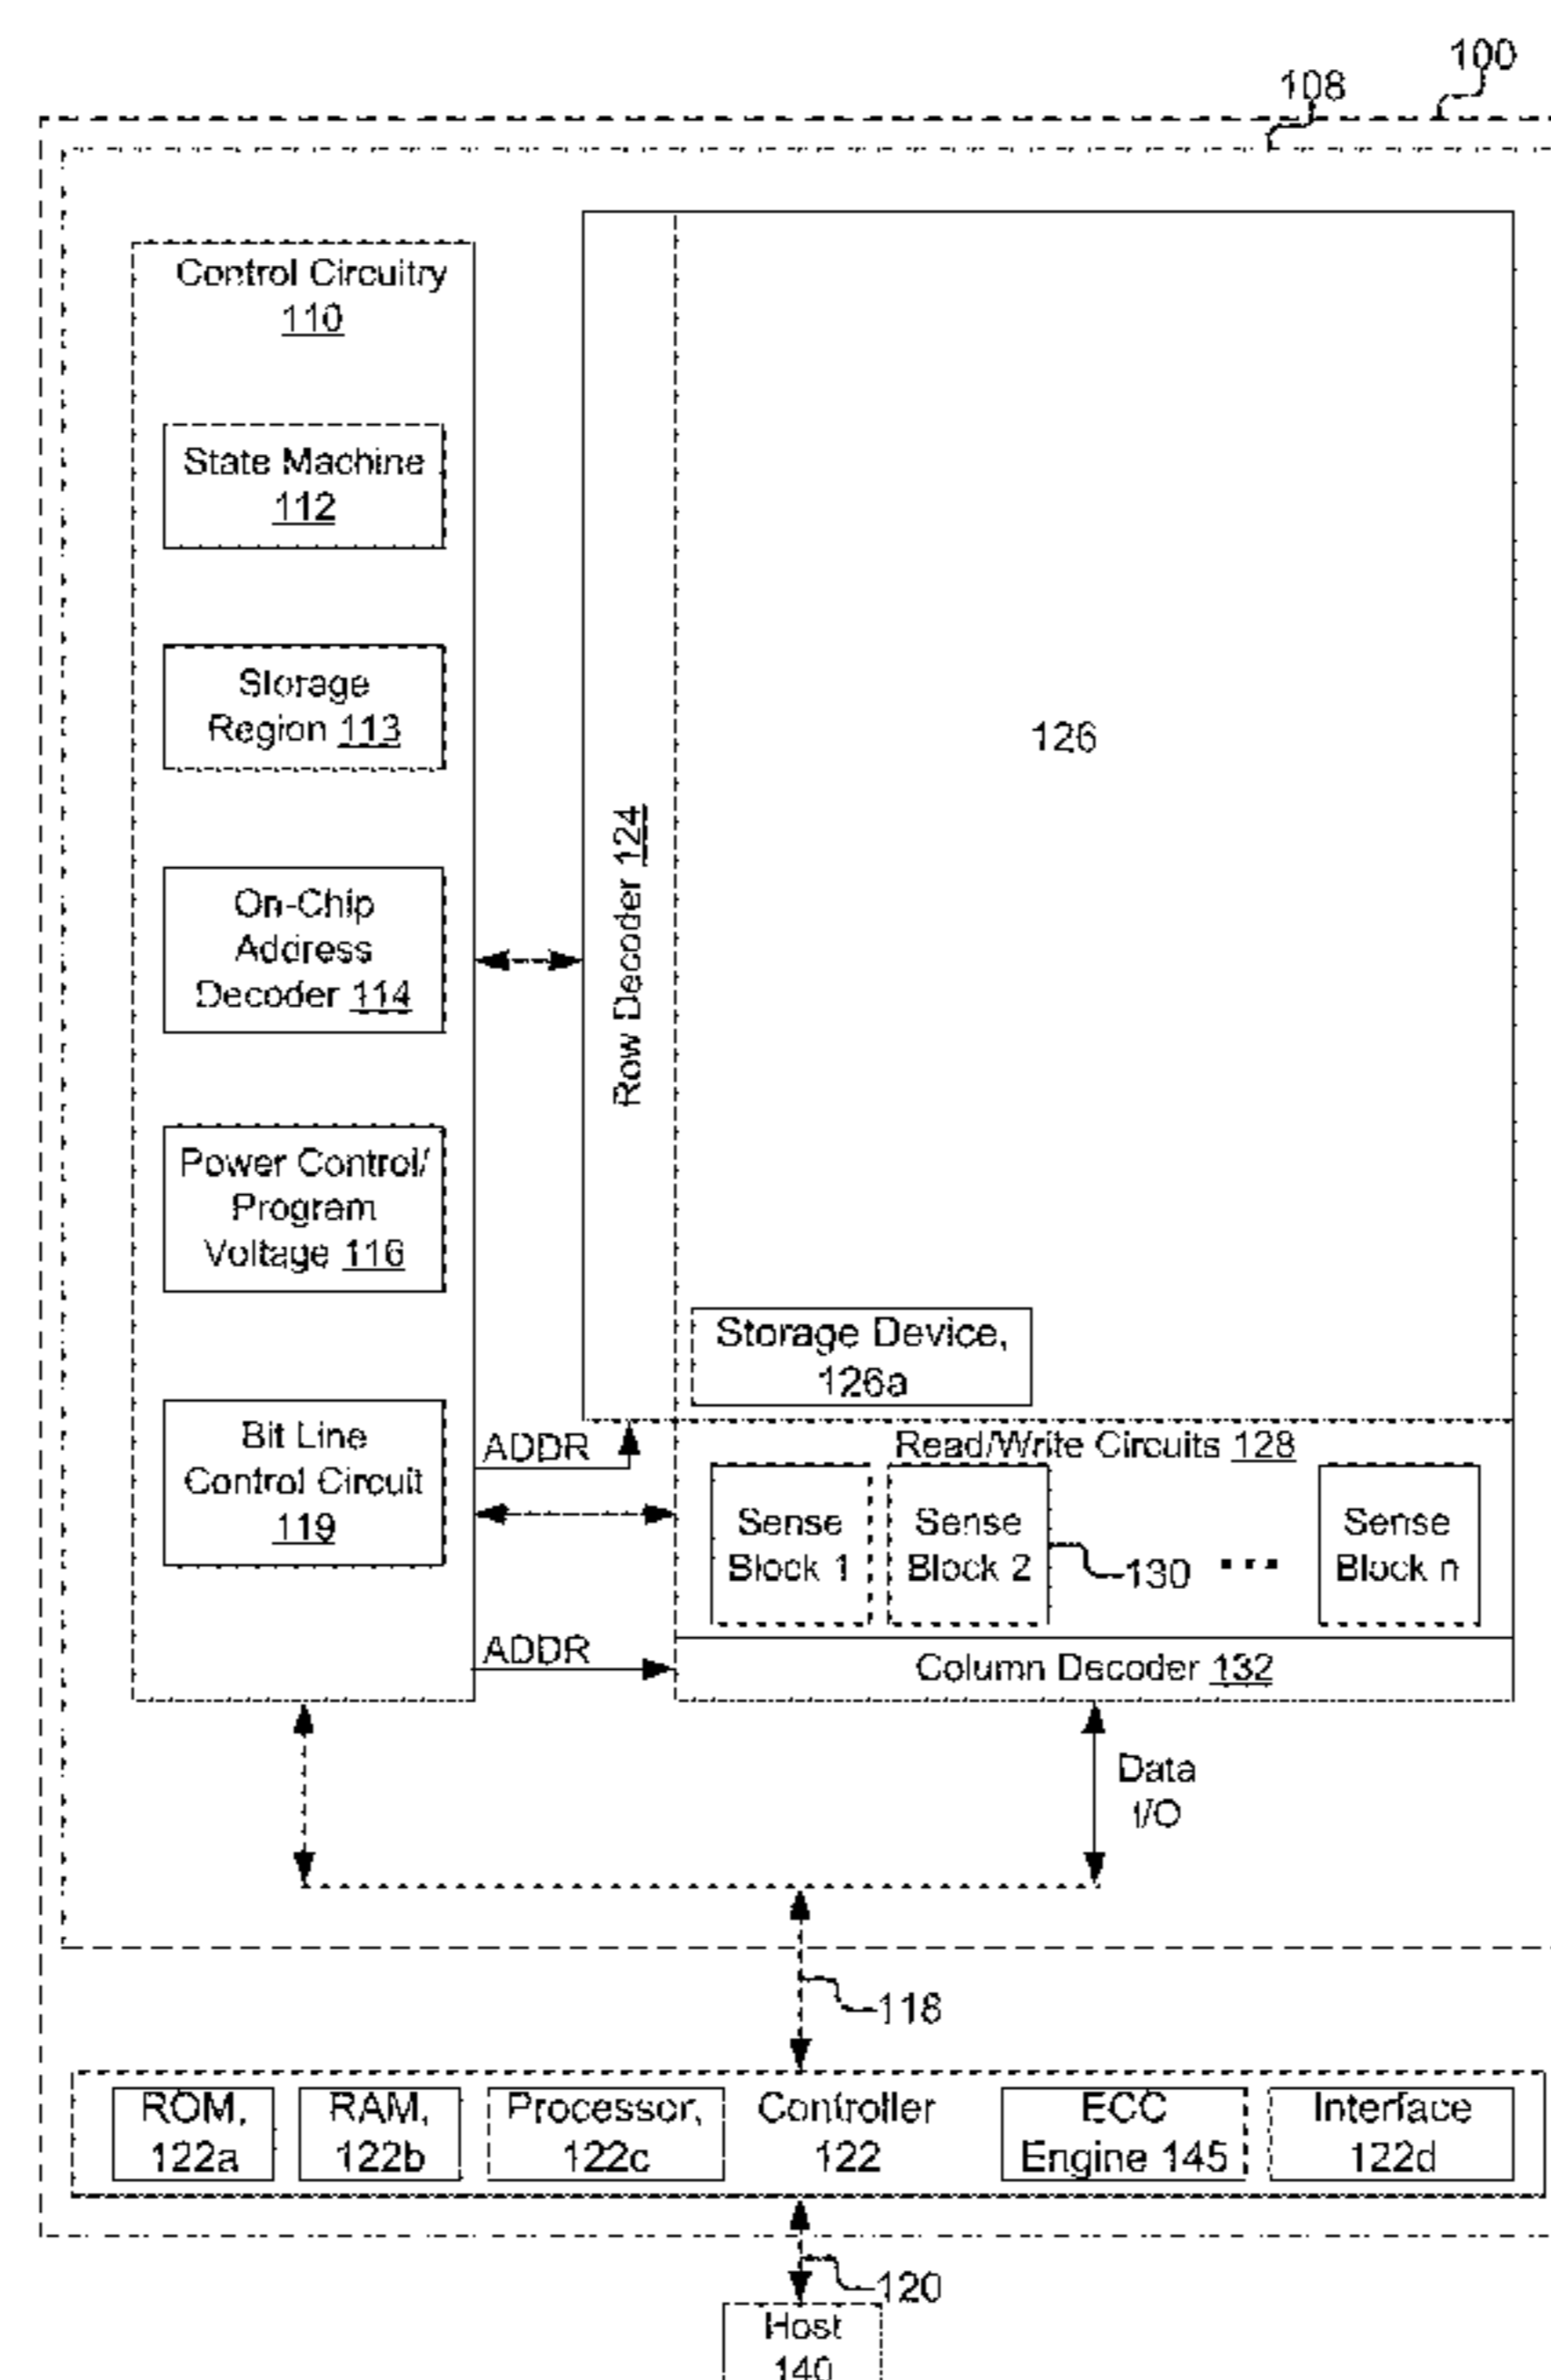 100
108
Control Circuitry
110
State Machine
112
Storage
Region 113
On-Chip
Address
Decoder 114
Power Control/
Program
Voltage 116
Bit Line
Control Circuit
119
Row Decoder 124
126
Storage Device,
126a
ADDR
Read/Write Circuits 128
Sense
Block 1
Sense
Block 2
130
...
Sense
Block n
ADDR
Column Decoder 132
Data
I/O
118
ROM,
122a
RAM,
122b
Processor,
122c
Controller
122
ECC
Engine 145
Interface
122d
120
Host
140